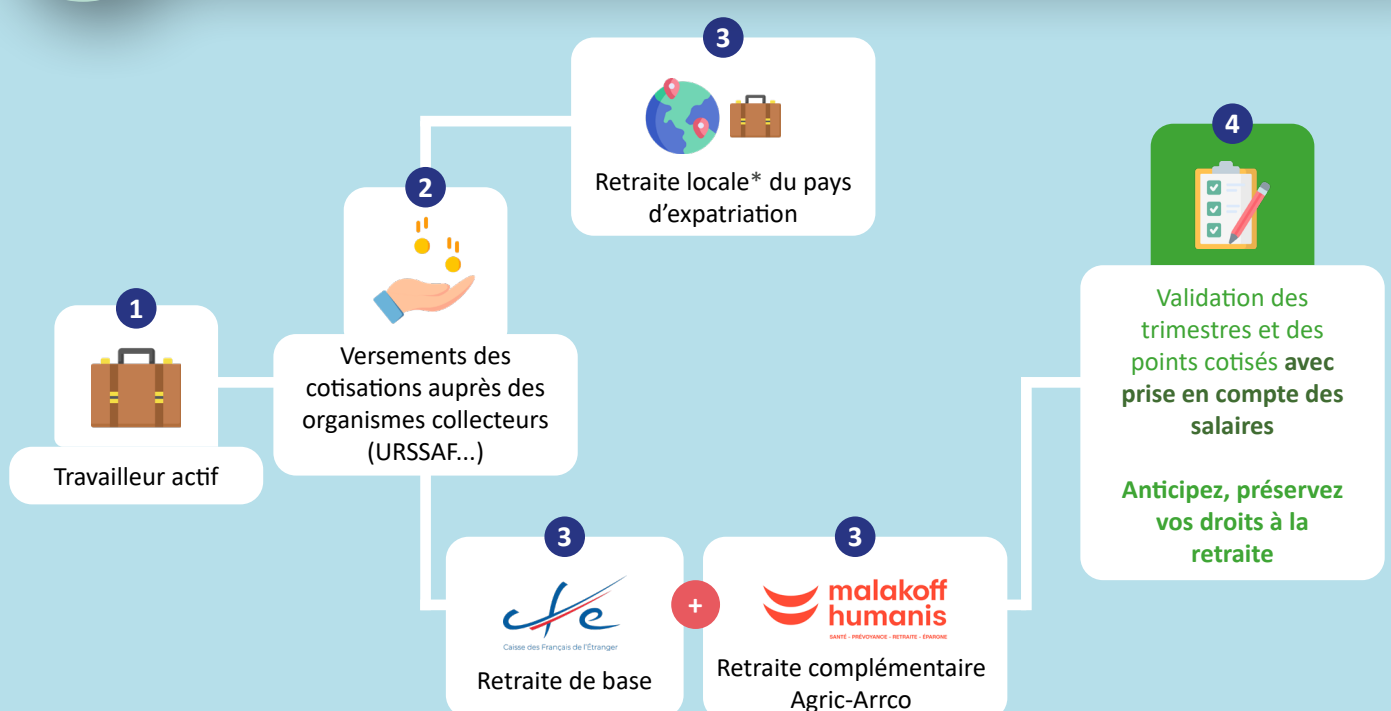 1
Travailleur actif
2
Versements des
cotisations auprès des
organismes collecteurs
(URSSAF...)
3
Retraite locale* du pays
d'expatriation
3
cfe
Caisse des Français de l'Étranger
Retraite de base
+
3
malakoff
humanis
SANTÉ - PRÉVOYANCE - RETRAITE - ÉPARGNE
Retraite complémentaire
Agric-Arrco
4
Validation des
trimestres et des
points cotisés avec
prise en compte des
salaires
Anticipez, préservez
vos droits à la
retraite